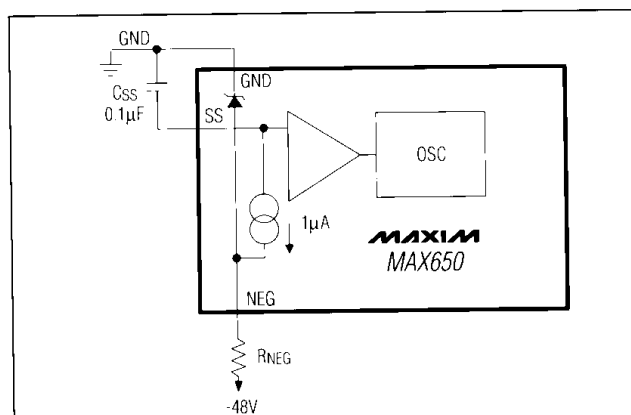 GND
GND
CSS
0.1µF
SS
OSC
1µA
MAXIM
MAX650
NEG
RNEG
-48V